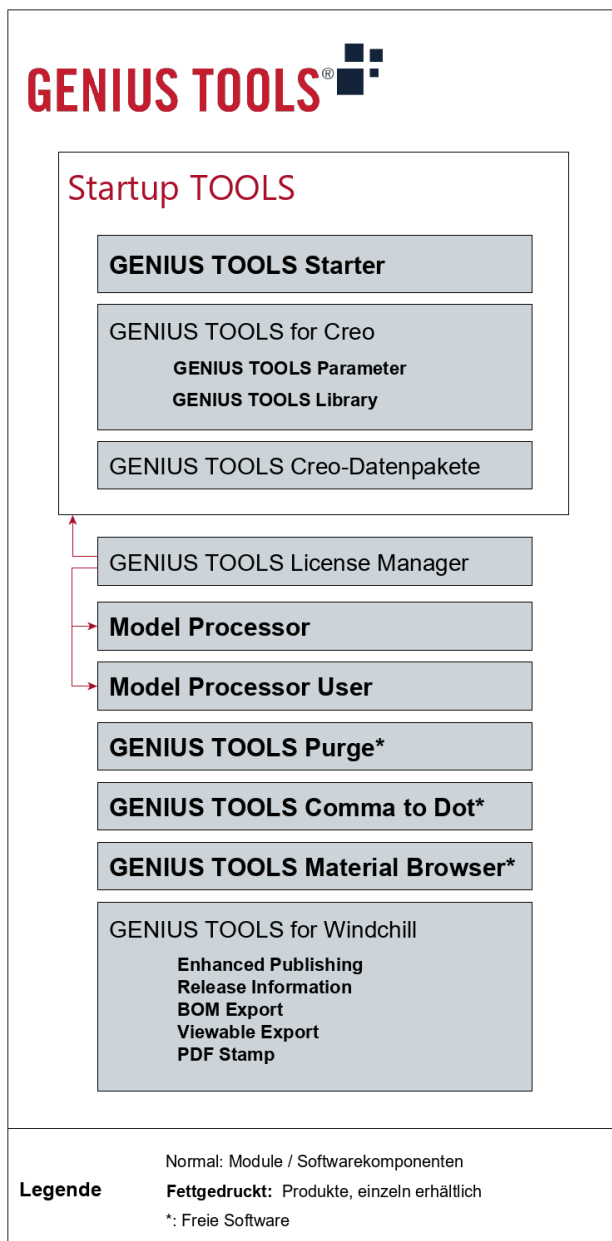 GENIUS TOOLS®
Startup TOOLS
GENIUS TOOLS Starter
GENIUS TOOLS for Creo
GENIUS TOOLS Parameter
GENIUS TOOLS Library
GENIUS TOOLS Creo-Datenpakete
GENIUS TOOLS License Manager
Model Processor
Model Processor User
GENIUS TOOLS Purge*
GENIUS TOOLS Comma to Dot*
GENIUS TOOLS Material Browser*
GENIUS TOOLS for Windchill
Enhanced Publishing
Release Information
BOM Export
Viewable Export
PDF Stamp
Legende
Normal: Module / Softwarekomponenten
Fettgedruckt: Produkte, einzeln erhältlich
*: Freie Software